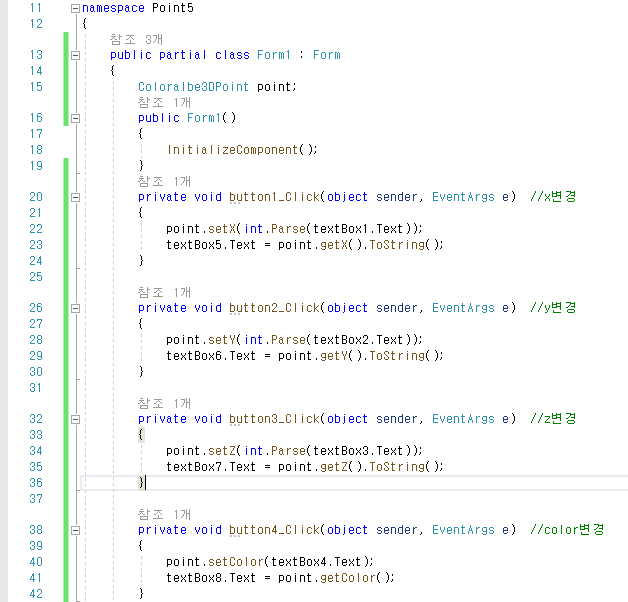 11 namespace Point5
12 {
참조 3개
13 public partial class Form1 : Form
14 {
15 Coloralbe3DPoint point;
참조 1개
16 public Form1()
17 {
18 InitializeComponent();
19 }
참조 1개
20 private void button1_Click(object sender, EventArgs e) //x변경
21 {
22 point.setX(int.Parse(textBox1.Text));
23 textBox5.Text = point.getX().ToString();
24 }
25
참조 1개
26 private void button2_Click(object sender, EventArgs e) //y변경
27 {
28 point.setY(int.Parse(textBox2.Text));
29 textBox6.Text = point.getY().ToString();
30 }
31
참조 1개
32 private void button3_Click(object sender, EventArgs e) //z변경
33 {
34 point.setZ(int.Parse(textBox3.Text));
35 textBox7.Text = point.getZ().ToString();
36 }
37
참조 1개
38 private void button4_Click(object sender, EventArgs e) //color변경
39 {
40 point.setColor(textBox4.Text);
41 textBox8.Text = point.getColor();
42 }